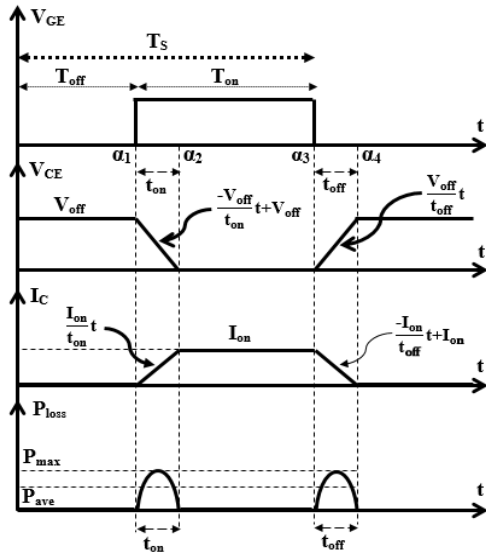 V_GE
T_S
T_off T_on
t
α₁ α₂ α₃ α₄
t_on t_off
V_CE
V_off
-V_off/t_on t+V_off
V_off/t_off t
t
I_C
I_on/t_on t
I_on
-I_on/t_off t+I_on
t
P_loss
P_max
P_ave
t
t_on t_off